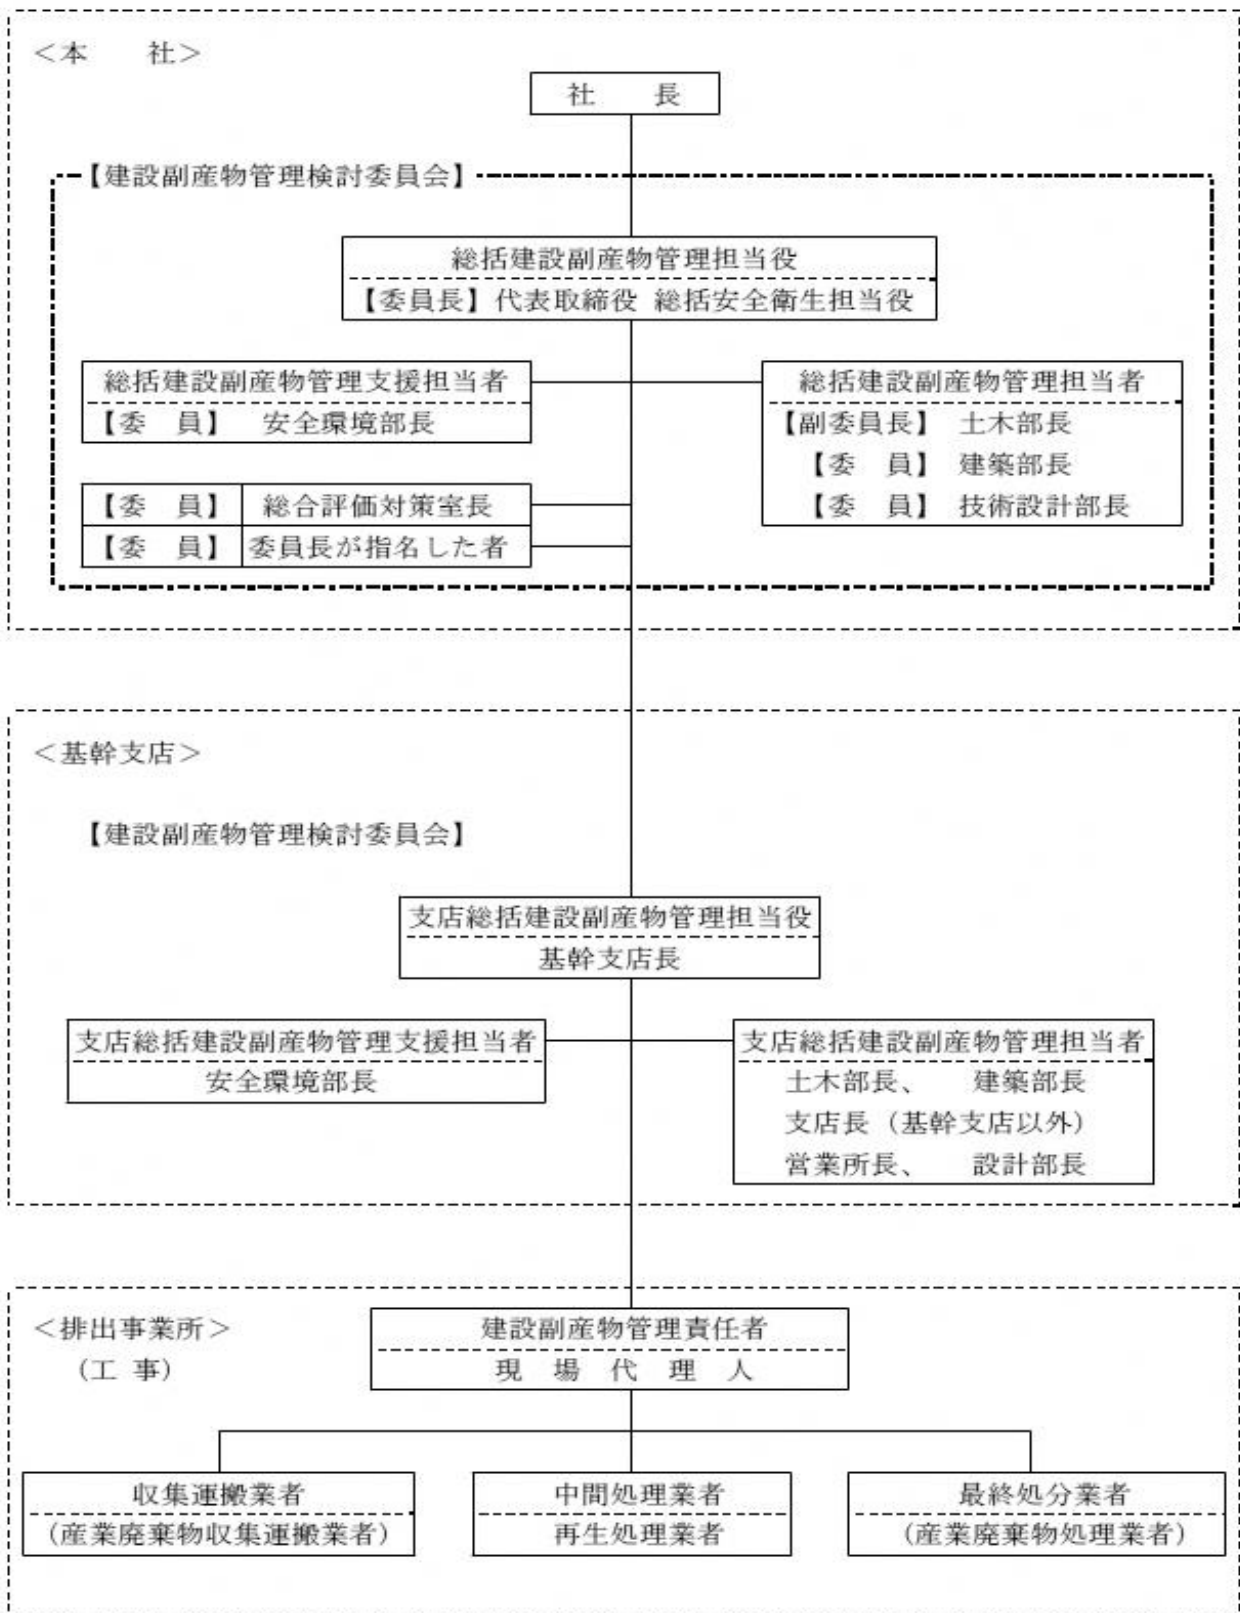 ＜本　　社＞
社　　長
【建設副産物管理検討委員会】
総括建設副産物管理担当役
【委員長】代表取締役 総括安全衛生担当役
総括建設副産物管理支援担当者
【委　員】　安全環境部長
総括建設副産物管理担当者
【副委員長】　土木部長
【委　員】　建築部長
【委　員】　技術設計部長
【委　員】　総合評価対策室長
【委　員】　委員長が指名した者
＜基幹支店＞
【建設副産物管理検討委員会】
支店総括建設副産物管理担当役
基幹支店長
支店総括建設副産物管理支援担当者
安全環境部長
支店総括建設副産物管理担当者
土木部長、　　建築部長
支店長（基幹支店以外）
営業所長、　　設計部長
＜排出事業所＞
（工 事）
建設副産物管理責任者
現　場　代　理　人
収集運搬業者
（産業廃棄物収集運搬業者）
中間処理業者
再生処理業者
最終処分業者
（産業廃棄物処理業者）